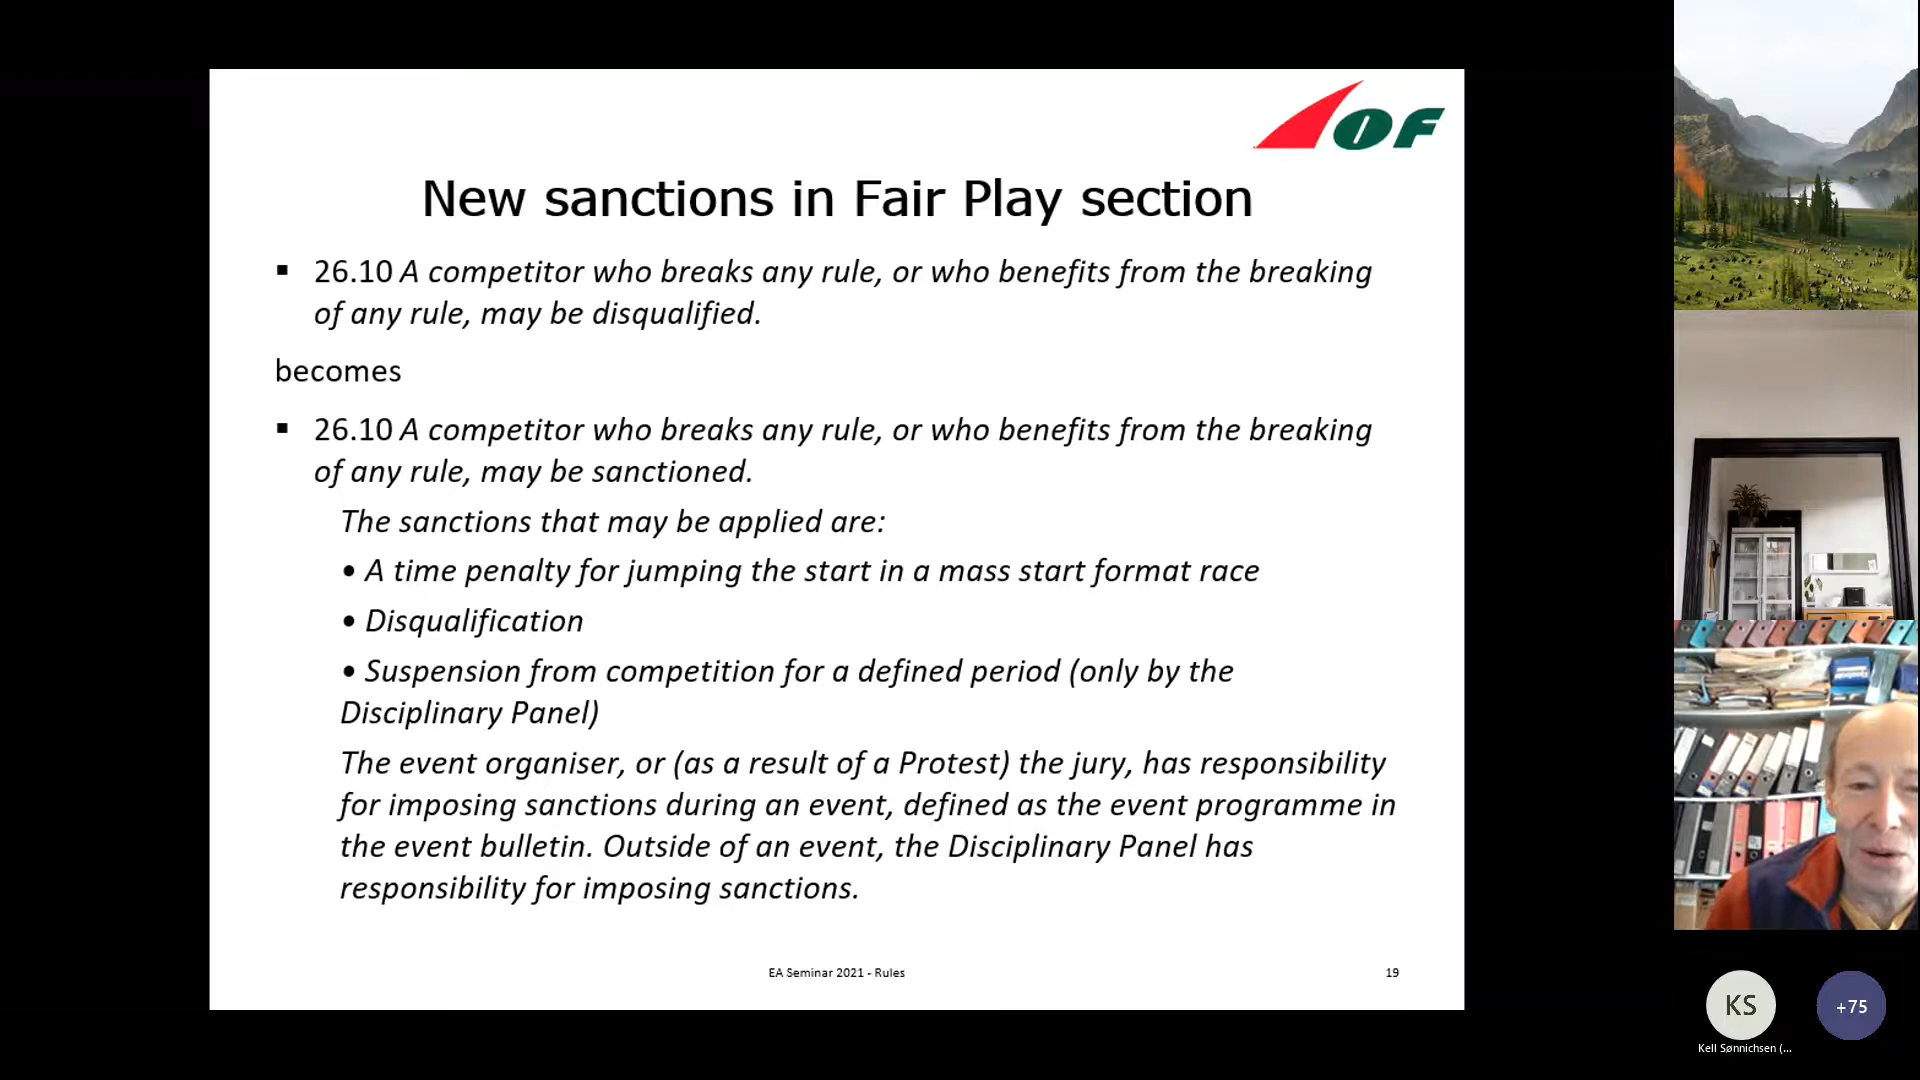 IOF
New sanctions in Fair Play section
▪ 26.10 A competitor who breaks any rule, or who benefits from the breaking
of any rule, may be disqualified.
becomes
▪ 26.10 A competitor who breaks any rule, or who benefits from the breaking
of any rule, may be sanctioned.
The sanctions that may be applied are:
• A time penalty for jumping the start in a mass start format race
• Disqualification
• Suspension from competition for a defined period (only by the
Disciplinary Panel)
The event organiser, or (as a result of a Protest) the jury, has responsibility
for imposing sanctions during an event, defined as the event programme in
the event bulletin. Outside of an event, the Disciplinary Panel has
responsibility for imposing sanctions.
EA Seminar 2021 - Rules
19
KS
+75
Kell Sønnichsen (...